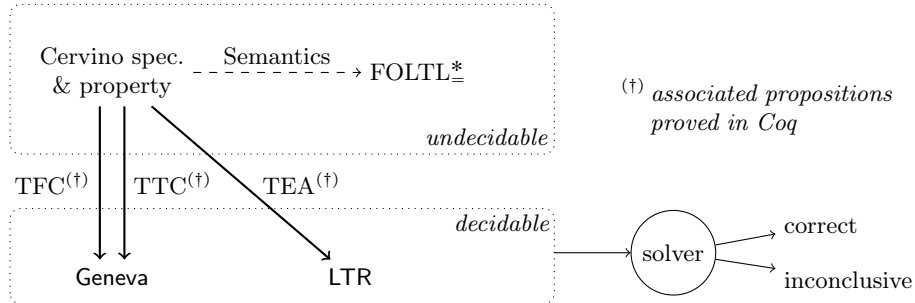 Cervino spec.
& property
Semantics
FOLTL*=
(†) associated propositions
proved in Coq
undecidable
TFC(†)
TTC(†)
TEA(†)
decidable
Geneva
LTR
solver
correct
inconclusive